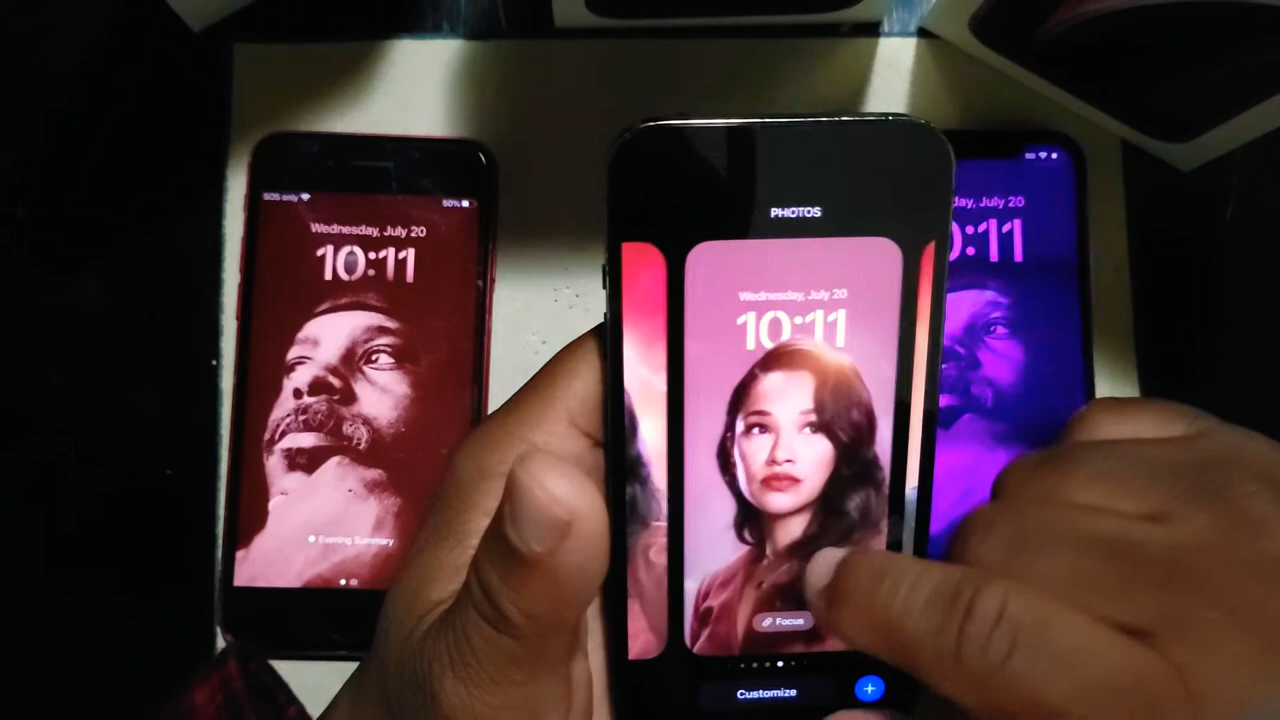 SOS only
50%
Wednesday, July 20
10:11
Evening Summary
PHOTOS
Wednesday, July 20
10:11
Focus
Customize
day, July 20
0:11